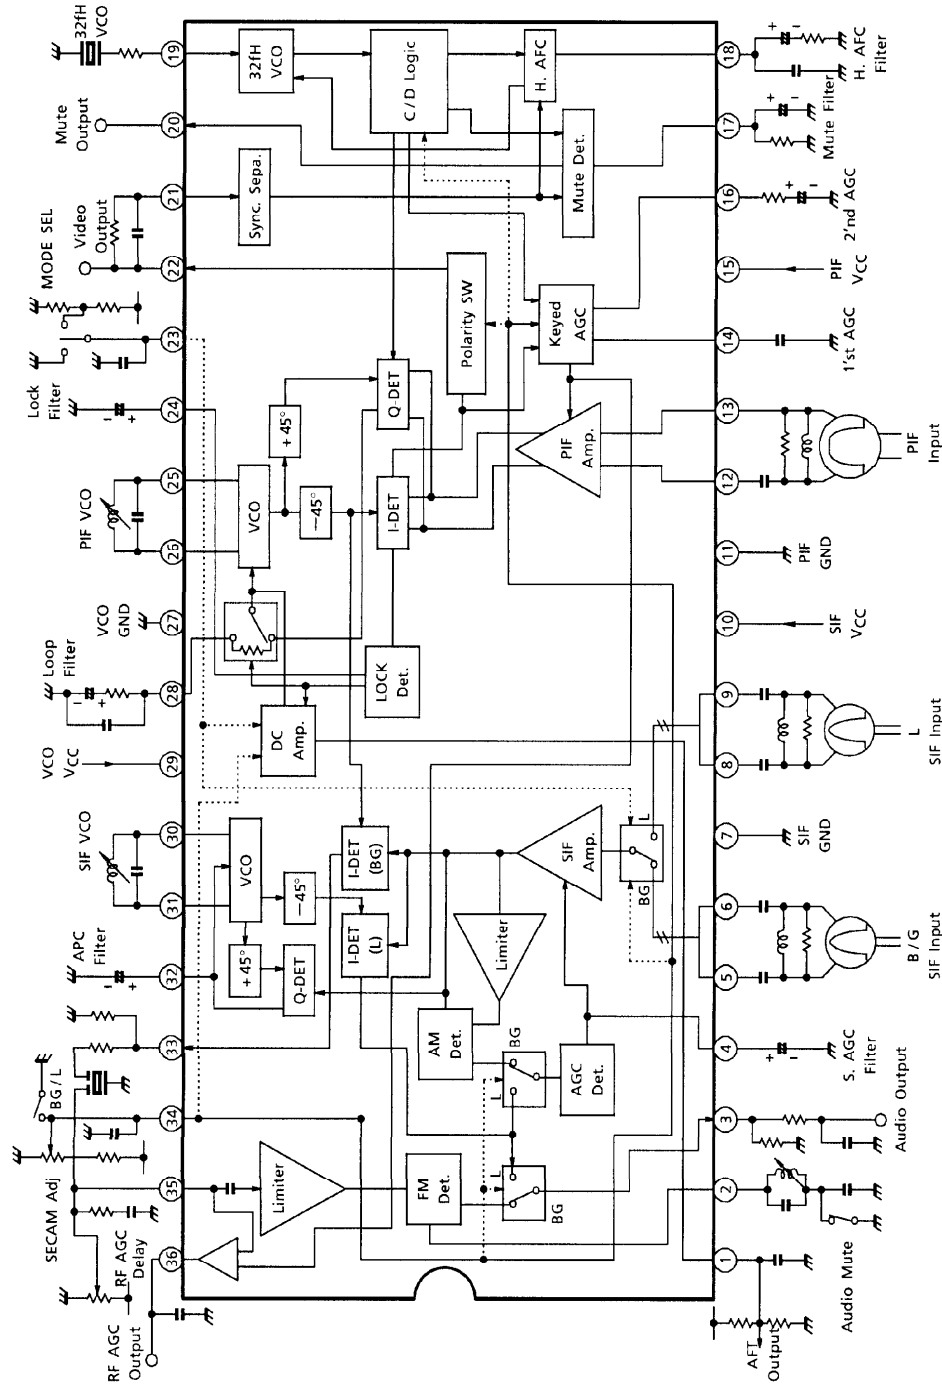 RF AGC
Output
SECAM Adj
RF AGC
Delay
BG / L
APC
Filter
+
−
SIF VCO
VCO
VCC
Loop
Filter
−
+
VCO
GND
PIF VCO
Lock
Filter
−
+
MODE SEL
Video
Output
Mute
Output
32fH
VCO
36
35
34
33
32
31
30
29
28
27
26
25
24
23
22
21
20
19
Limiter
+45°
VCO
−45°
Q-DET
I-DET
(L)
I-DET
(BG)
DC
Amp.
LOCK
Det.
VCO
−45°
+45°
I-DET
Q-DET
Polarity SW
Sync. Sepa.
32fH
VCO
C / D Logic
H. AFC
Mute Det.
Keyed
AGC
PIF
Amp.
FM
Det.
AM
Det.
Limiter
AGC
Det.
SIF
Amp.
L
BG
L
BG
L
BG
1
2
3
4
5
6
7
8
9
10
11
12
13
14
15
16
17
18
AFT
Output
Audio Mute
Audio Output
+
−
S. AGC
Filter
B / G
SIF Input
SIF
GND
L
SIF Input
SIF
VCC
PIF
GND
PIF
Input
1'st AGC
PIF
VCC
+
−
2'nd AGC
+
−
Mute Filter
+
−
H. AFC
Filter